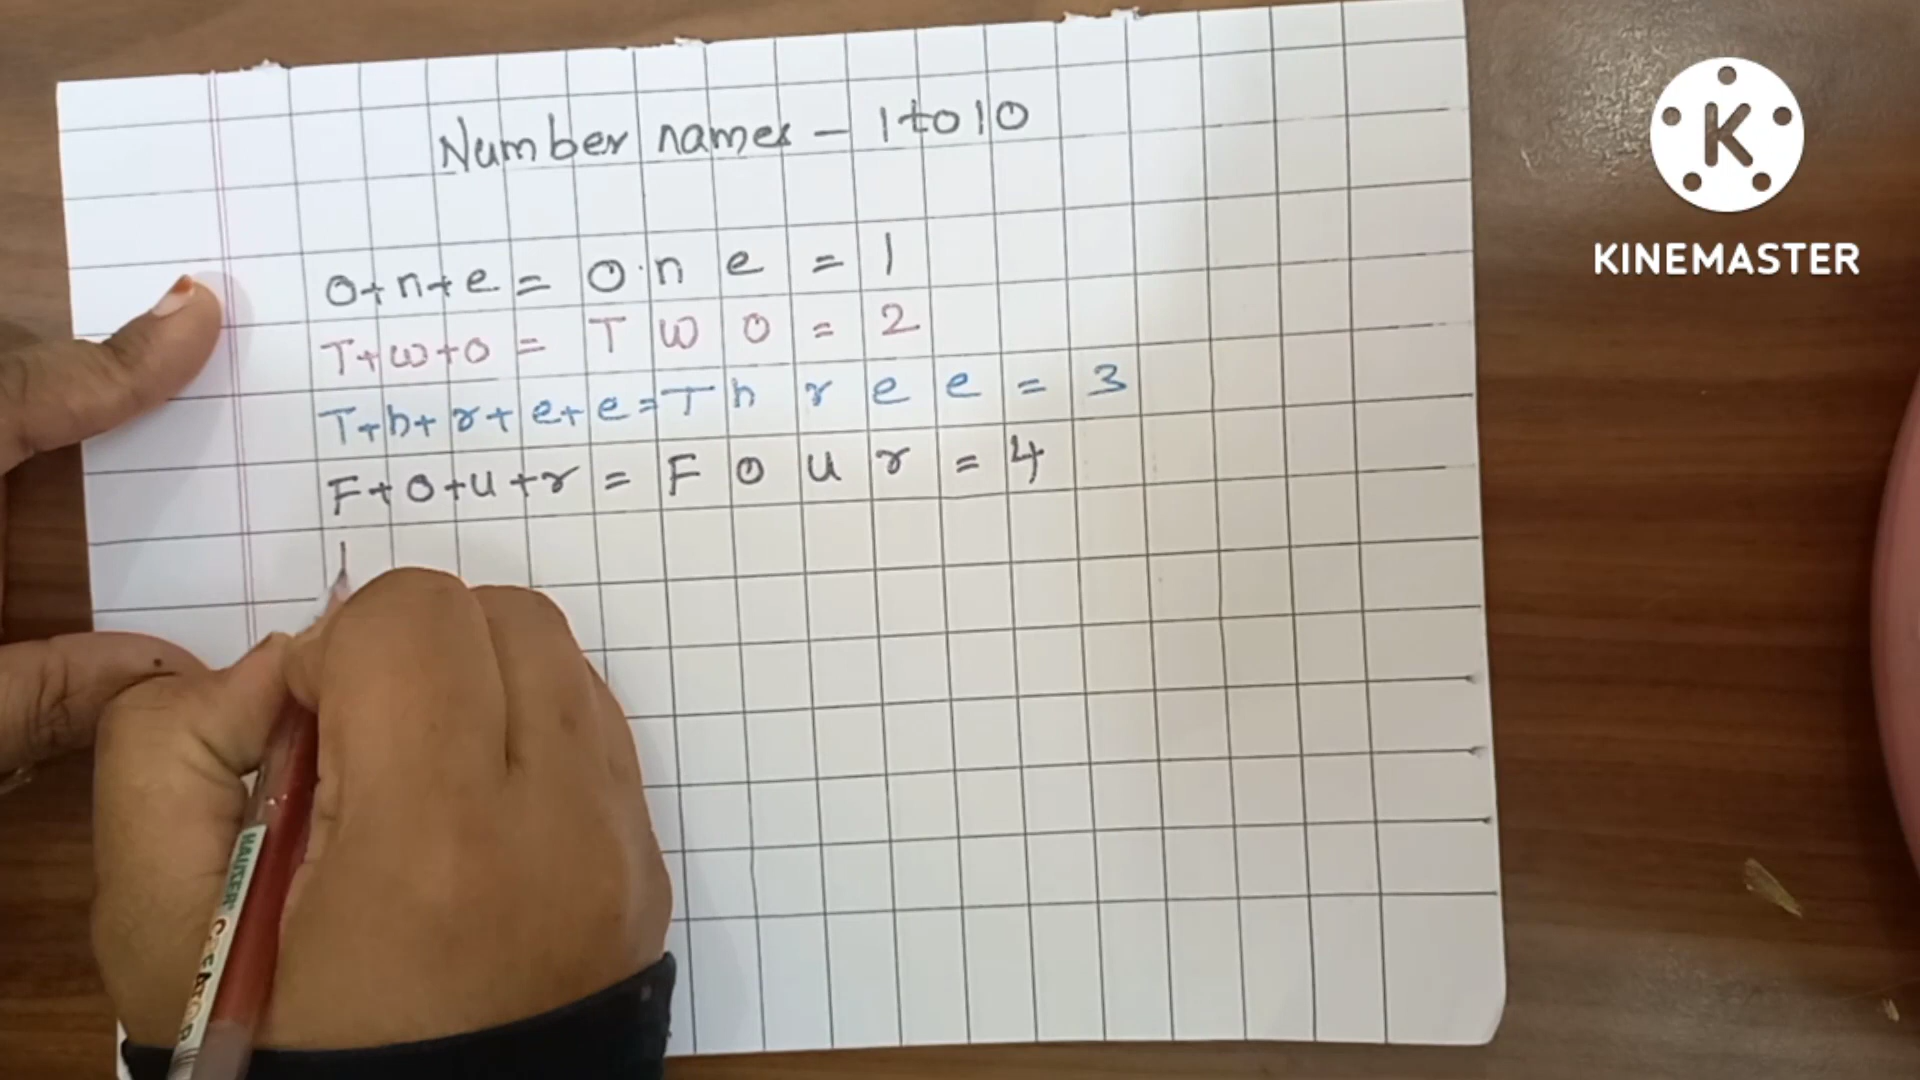 Number names - 1 to 10
O+n+e = O n e = 1
T+w+o = T w o = 2
T+h+r+e+e = T h r e e = 3
F+o+u+r = F o u r = 4
KINEMASTER